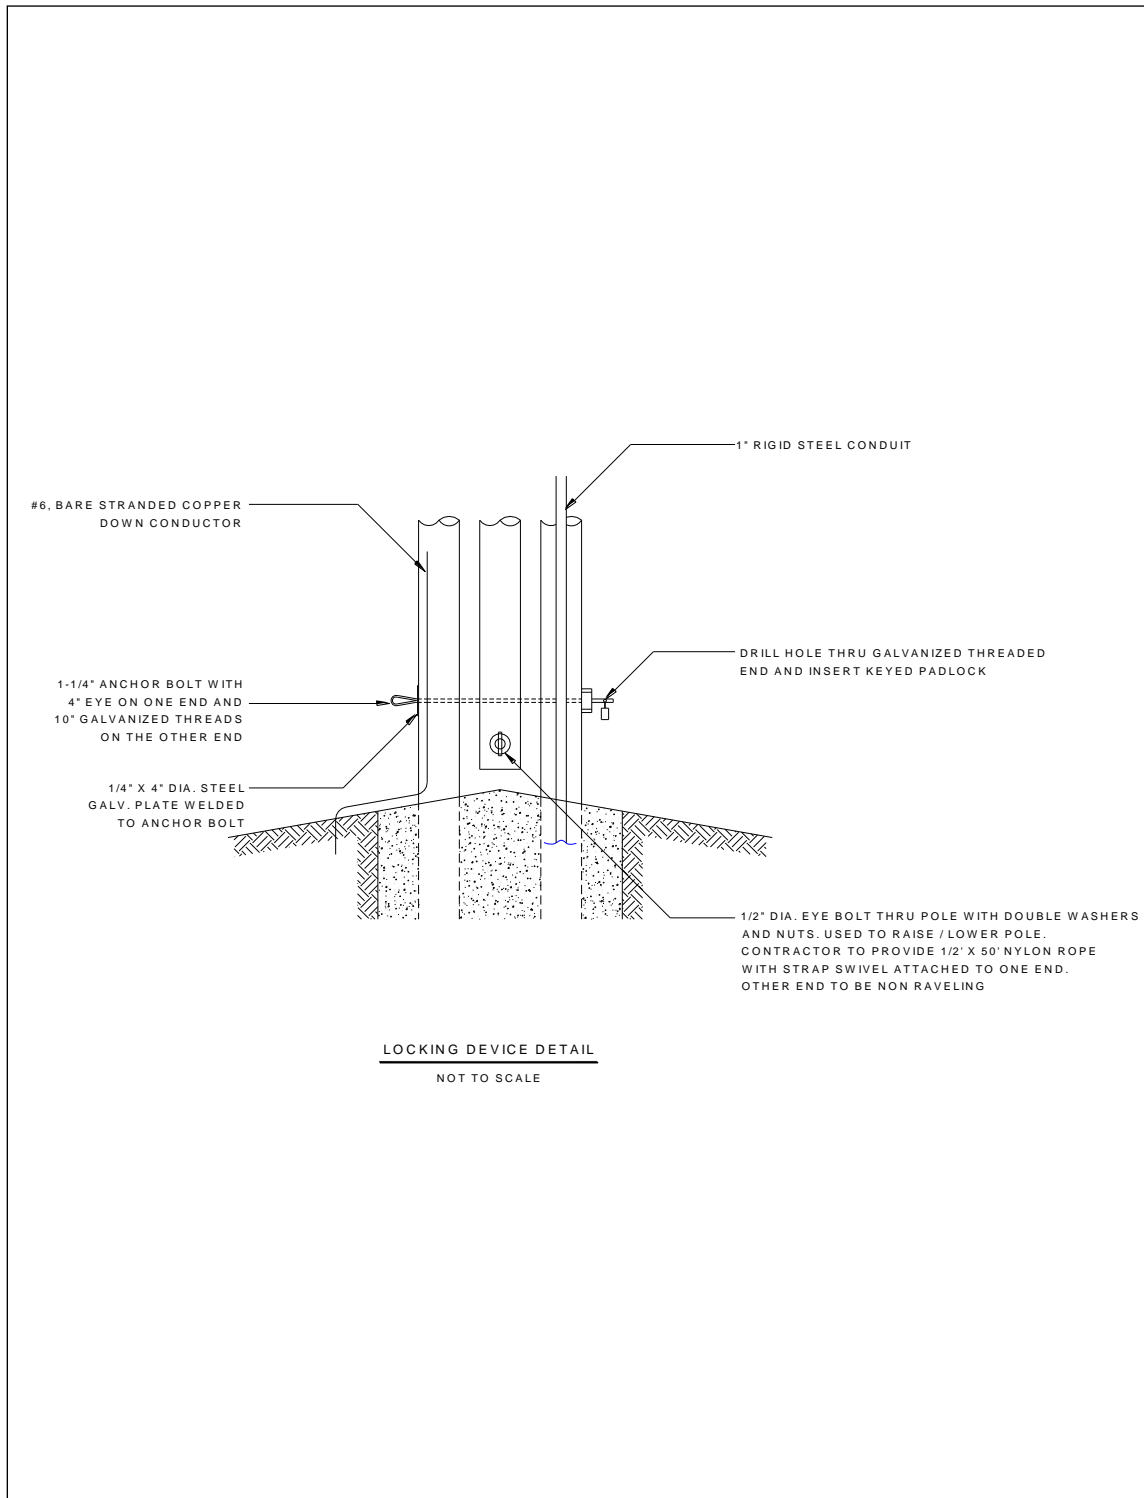 1" RIGID STEEL CONDUIT
#6, BARE STRANDED COPPER
DOWN CONDUCTOR
DRILL HOLE THRU GALVANIZED THREADED
END AND INSERT KEYED PADLOCK
1-1/4" ANCHOR BOLT WITH
4" EYE ON ONE END AND
10" GALVANIZED THREADS
ON THE OTHER END
1/4" X 4" DIA. STEEL
GALV. PLATE WELDED
TO ANCHOR BOLT
1/2" DIA. EYE BOLT THRU POLE WITH DOUBLE WASHERS
AND NUTS. USED TO RAISE / LOWER POLE.
CONTRACTOR TO PROVIDE 1/2' X 50' NYLON ROPE
WITH STRAP SWIVEL ATTACHED TO ONE END.
OTHER END TO BE NON RAVELING
LOCKING DEVICE DETAIL
NOT TO SCALE